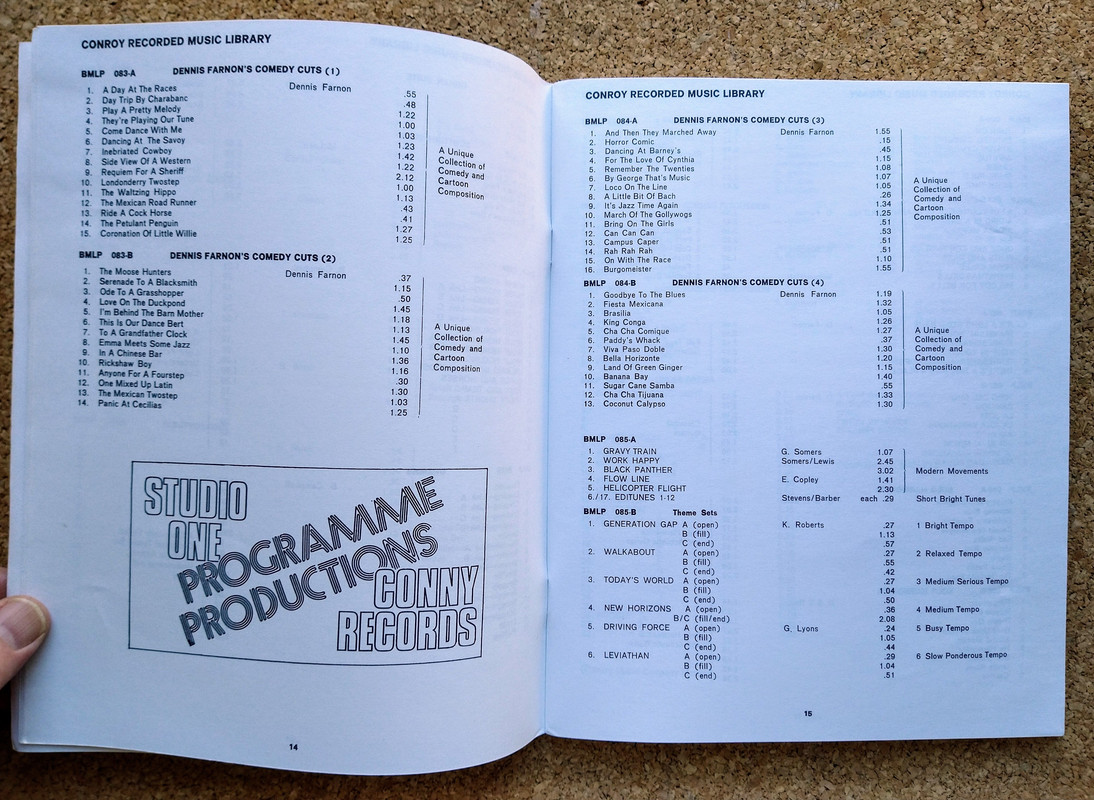 CONROY RECORDED MUSIC LIBRARY
BMLP 083-A DENNIS FARNON'S COMEDY CUTS (1)
1. A Day At The Races Dennis Farnon .55
2. Day Trip By Charabanc .48
3. Play A Pretty Melody 1.22
4. They're Playing Our Tune 1.00
5. Come Dance With Me 1.03
6. Dancing At The Savoy 1.23
7. Inebriated Cowboy 1.42
8. Side View Of A Western 1.22
9. Requiem For A Sheriff 2.12
10. Londonderry Twostep 1.00
11. The Waltzing Hippo 1.13
12. The Mexican Road Runner .43
13. Ride A Cock Horse .41
14. The Petulant Penguin 1.27
15. Coronation Of Little Willie 1.25
A Unique
Collection of
Comedy and
Cartoon
Composition
BMLP 083-B DENNIS FARNON'S COMEDY CUTS (2)
1. The Moose Hunters Dennis Farnon .37
2. Serenade To A Blacksmith 1.15
3. Ode To A Grasshopper .50
4. Love On The Duckpond 1.45
5. I'm Behind The Barn Mother 1.18
6. This Is Our Dance Bert 1.13
7. To A Grandfather Clock 1.45
8. Emma Meets Some Jazz 1.10
9. In A Chinese Bar 1.36
10. Rickshaw Boy 1.16
11. Anyone For A Fourstep .30
12. One Mixed Up Latin 1.30
13. The Mexican Twostep 1.03
14. Panic At Cecilias 1.25
A Unique
Collection of
Comedy and
Cartoon
Composition
STUDIO
ONE
PROGRAMME
PRODUCTIONS
CONNY
RECORDS
14
CONROY RECORDED MUSIC LIBRARY
BMLP 084-A DENNIS FARNON'S COMEDY CUTS (3)
1. And Then They Marched Away Dennis Farnon 1.55
2. Horror Comic .15
3. Dancing At Barney's .45
4. For The Love Of Cynthia 1.15
5. Remember The Twenties 1.08
6. By George That's Music 1.07
7. Loco On The Line 1.05
8. A Little Bit Of Bach .26
9. It's Jazz Time Again 1.34
10. March Of The Gollywogs 1.25
11. Bring On The Girls .51
12. Can Can Can .53
13. Campus Caper .51
14. Rah Rah Rah .51
15. On With The Race 1.10
16. Burgomeister 1.55
A Unique
Collection of
Comedy and
Cartoon
Composition
BMLP 084-B DENNIS FARNON'S COMEDY CUTS (4)
1. Goodbye To The Blues Dennis Farnon 1.19
2. Fiesta Mexicana 1.32
3. Brasilia 1.05
4. King Conga 1.26
5. Cha Cha Comique 1.27
6. Paddy's Whack .37
7. Viva Paso Doble 1.30
8. Bella Horizonte 1.20
9. Land Of Green Ginger 1.15
10. Banana Bay 1.40
11. Sugar Cane Samba .55
12. Cha Cha Tijuana 1.33
13. Coconut Calypso 1.30
A Unique
Collection of
Comedy and
Cartoon
Composition
BMLP 085-A
1. GRAVY TRAIN G. Somers 1.07
2. WORK HAPPY Somers/Lewis 2.45
3. BLACK PANTHER 3.02 Modern Movements
4. FLOW LINE E. Copley 1.41
5. HELICOPTER FLIGHT 2.30
6./17. EDITUNES 1-12 Stevens/Barber each .29 Short Bright Tunes
BMLP 085-B Theme Sets
1. GENERATION GAP A (open) K. Roberts .27 1 Bright Tempo
B (fill) 1.13
C (end) .57
2. WALKABOUT A (open) .27 2 Relaxed Tempo
B (fill) .55
C (end) .42
3. TODAY'S WORLD A (open) .27 3 Medium Serious Tempo
B (fill) 1.04
C (end) .50
4. NEW HORIZONS A (open) .36 4 Medium Tempo
B/C (fill/end) 2.08
5. DRIVING FORCE A (open) G. Lyons .24 5 Busy Tempo
B (fill) 1.05
C (end) .44
6. LEVIATHAN A (open) .29 6 Slow Ponderous Tempo
B (fill) 1.04
C (end) .51
15